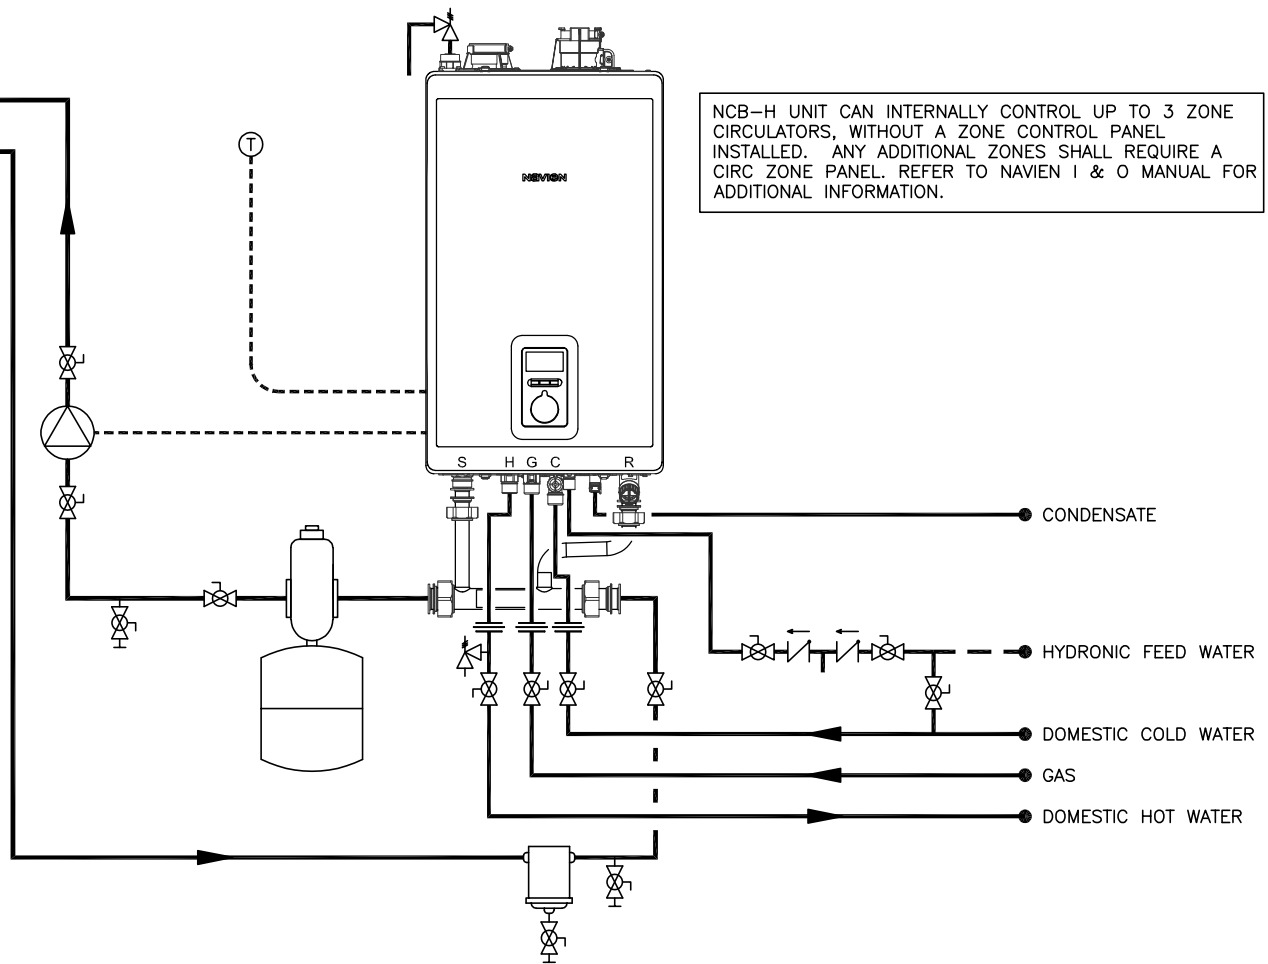 NCB-H UNIT CAN INTERNALLY CONTROL UP TO 3 ZONE
CIRCULATORS, WITHOUT A ZONE CONTROL PANEL
INSTALLED. ANY ADDITIONAL ZONES SHALL REQUIRE A
CIRC ZONE PANEL. REFER TO NAVIEN I & O MANUAL FOR
ADDITIONAL INFORMATION.
T
NAVIEN
S H G C R
CONDENSATE
HYDRONIC FEED WATER
DOMESTIC COLD WATER
GAS
DOMESTIC HOT WATER